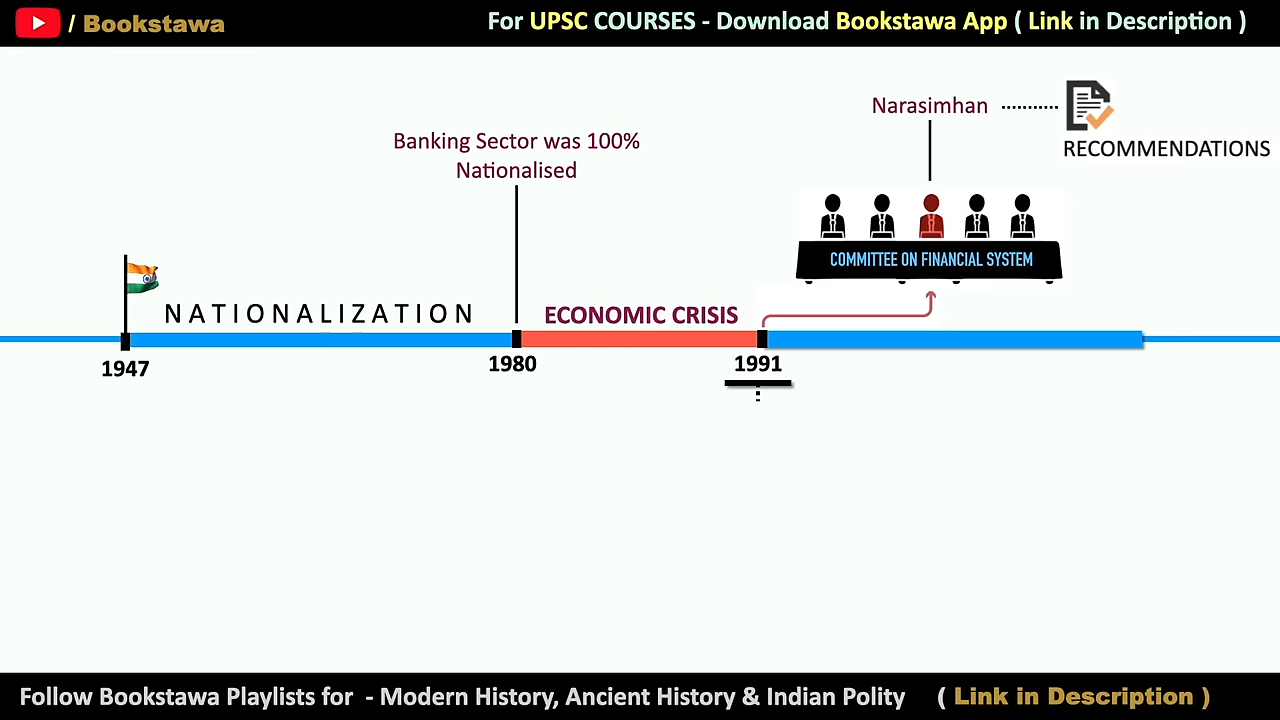 / Bookstawa
For UPSC COURSES - Download Bookstawa App ( Link in Description )
Narasimhan
RECOMMENDATIONS
Banking Sector was 100%
Nationalised
COMMITTEE ON FINANCIAL SYSTEM
NATIONALIZATION
ECONOMIC CRISIS
1947
1980
1991
Follow Bookstawa Playlists for - Modern History, Ancient History & Indian Polity ( Link in Description )